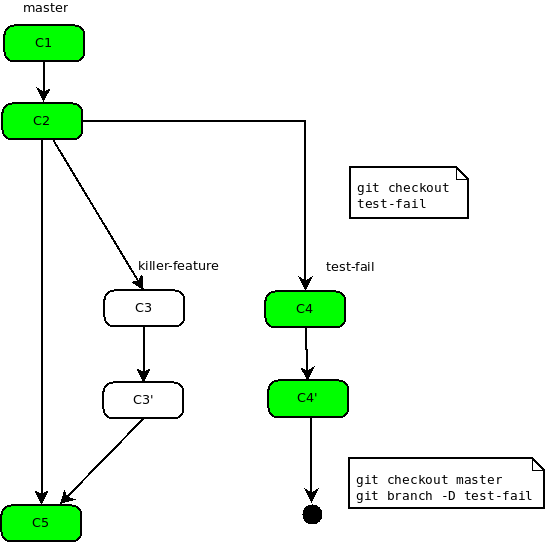 master
C1
C2
git checkout
test-fail
killer-feature
test-fail
C3
C4
C3'
C4'
git checkout master
git branch -D test-fail
C5